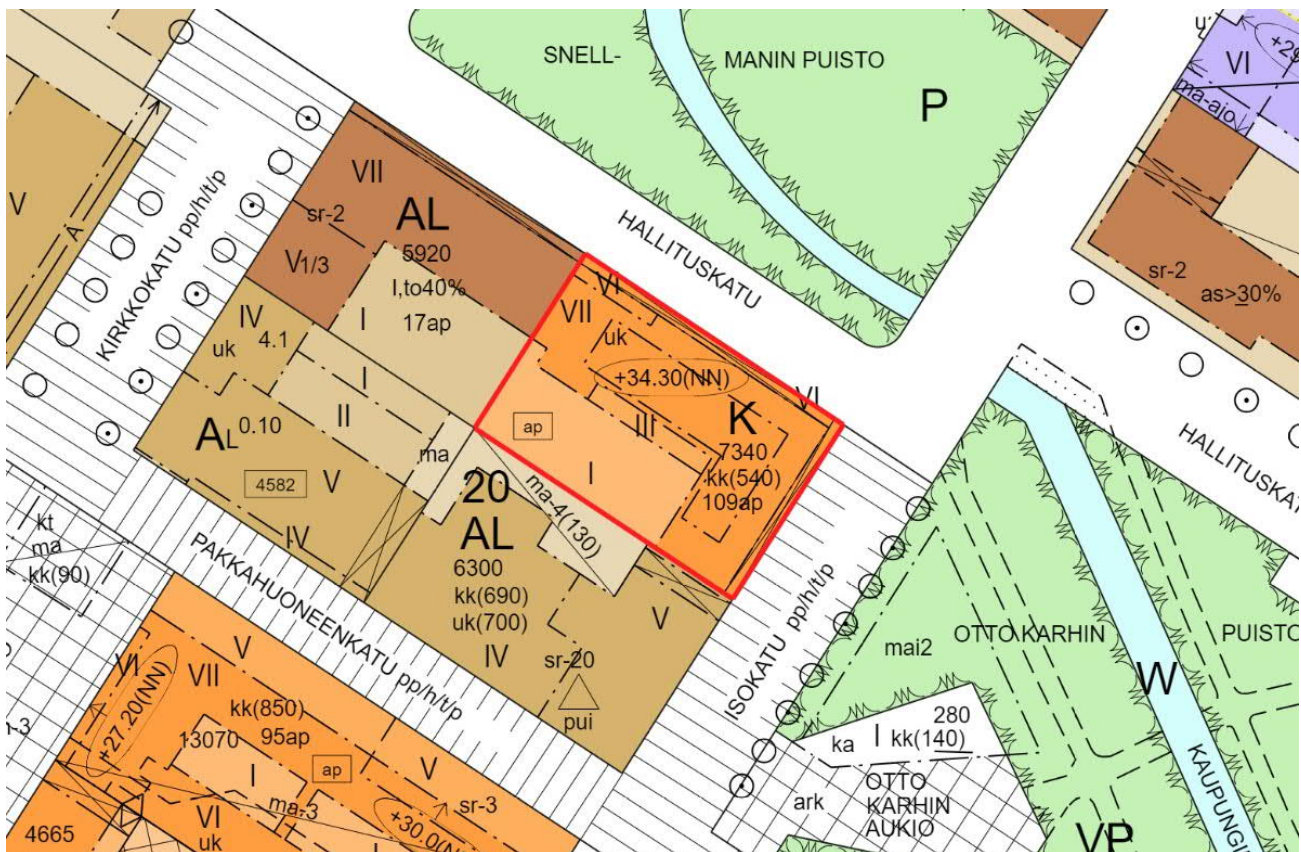 SNELL-
MANIN PUISTO
P
VI
ma-ajo
KIRKKOKATU pp/h/t/p
V
A
VII
AL
sr-2
5920
V1/3
I,to40%
17ap
I
HALLITUSKATU
VI
VII
uk
+34.30(NN)
VI
K
7340
kk(540)
109ap
III
ap
I
sr-2
as>30%
HALLITUSKAT
IV
uk
4.1
I
II
AL 0.10
4582
V
IV
ma
20
AL
ma-4(130)
6300
kk(690)
uk(700)
IV
V
sr-20
pui
PAKKAHUONEENKATU pp/h/t/p
ISOKATU pp/h/t/p
kt
ma
kk(90)
I
VI
+27.20(NN)
VII
V
kk(850)
13070
95ap
ap
I
V
ma-3
sr-3
+30.0(N
VI
uk
I
4665
OTTO KARHIN
PUISTO
mai2
W
280
ka
I
kk(140)
ark
OTTO
KARHIN
AUKIO
KAUPUNGI
VP